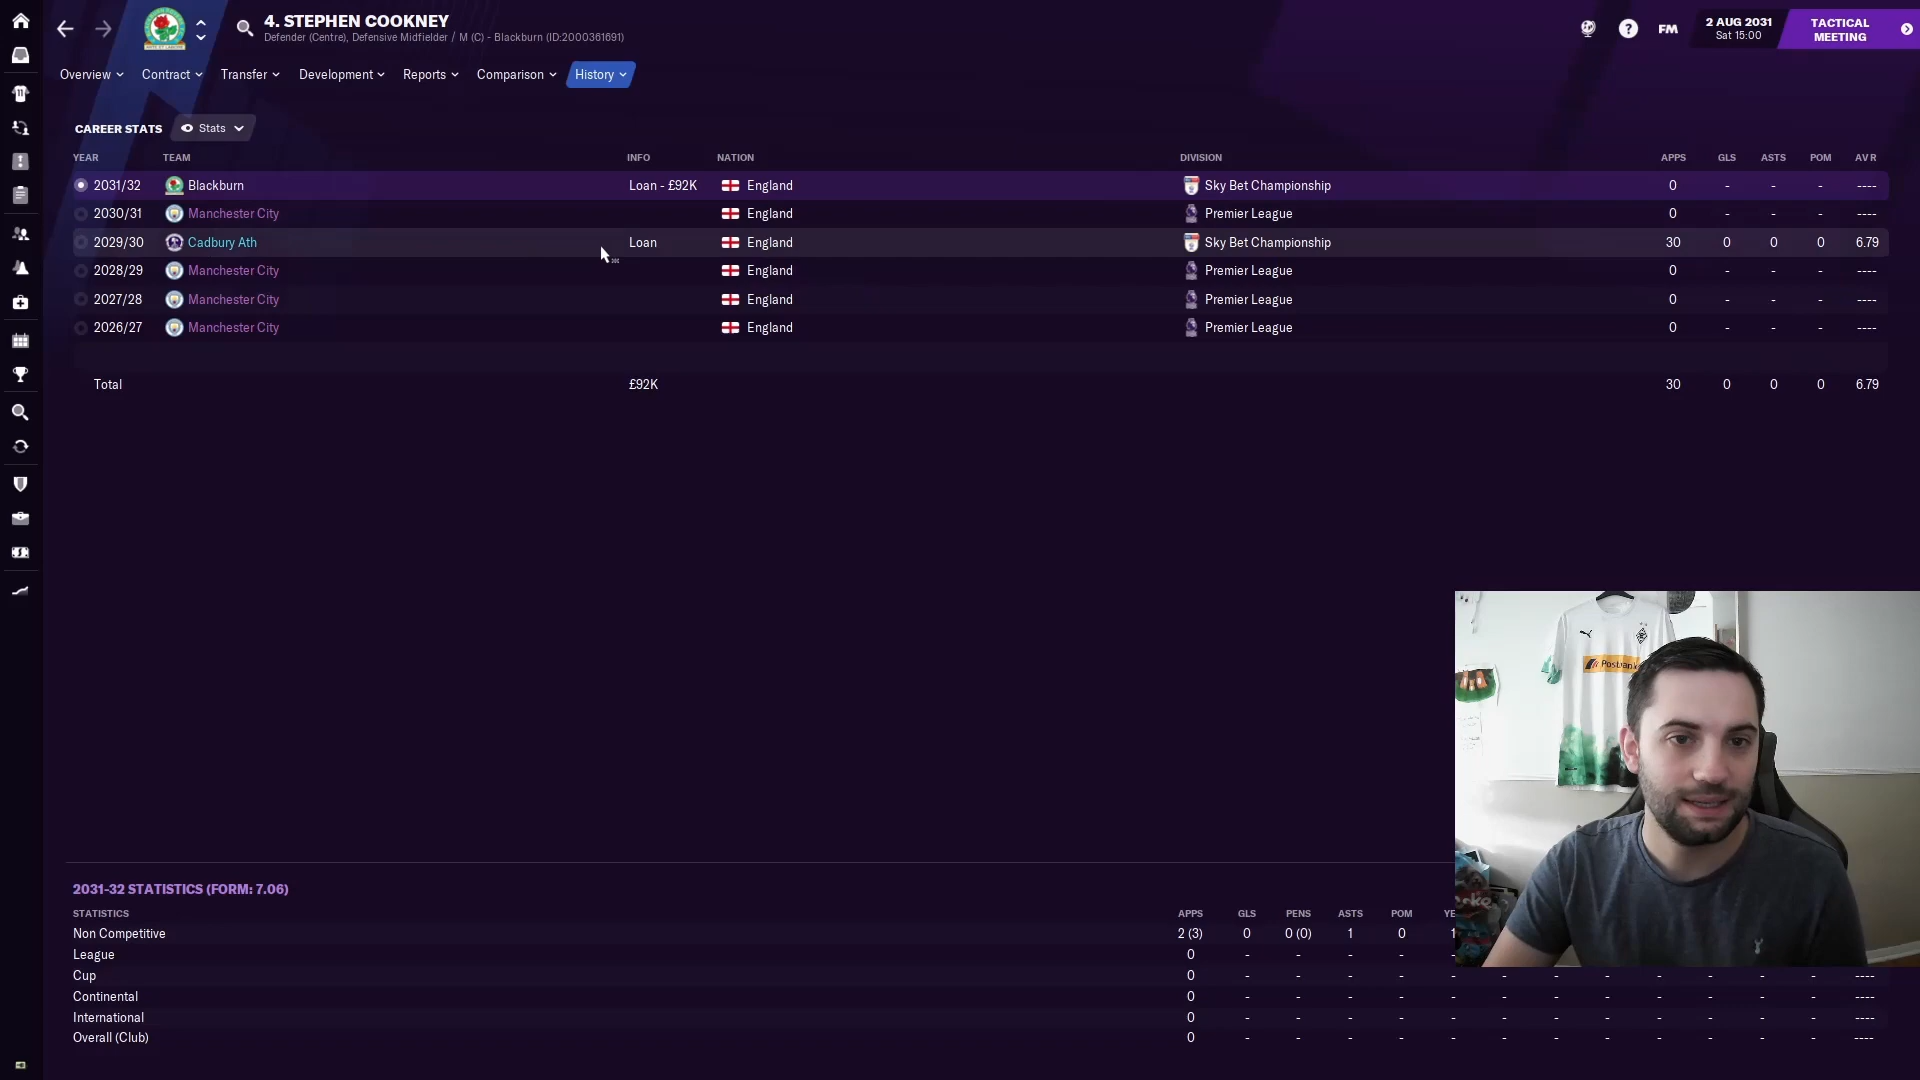 4. STEPHEN COOKNEY
Defender (Centre), Defensive Midfielder / M (C) - Blackburn (ID:2000361691)
FM
2 AUG 2031
Sat 15:00
TACTICAL
MEETING
Overview
Contract
Transfer
Development
Reports
Comparison
History
CAREER STATS
Stats
YEAR TEAM INFO NATION DIVISION APPS GLS ASTS POM AV R
2031/32 Blackburn Loan - £92K England Sky Bet Championship 0 - - - ----
2030/31 Manchester City England Premier League 0 - - - ----
2029/30 Cadbury Ath Loan England Sky Bet Championship 30 0 0 0 6.79
2028/29 Manchester City England Premier League 0 - - - ----
2027/28 Manchester City England Premier League 0 - - - ----
2026/27 Manchester City England Premier League 0 - - - ----
Total £92K 30 0 0 0 6.79
Postbank
2031-32 STATISTICS (FORM: 7.06)
STATISTICS APPS GLS PENS ASTS POM YE
Non Competitive 2 (3) 0 0 (0) 1 0 1
League 0 - - - - -
Cup 0 - - - - - - - - - - - - ----
Continental 0 - - - - - - - - - - - - ----
International 0 - - - - - - - - - - - - ----
Overall (Club) 0 - - - - - - - - - - - - ----